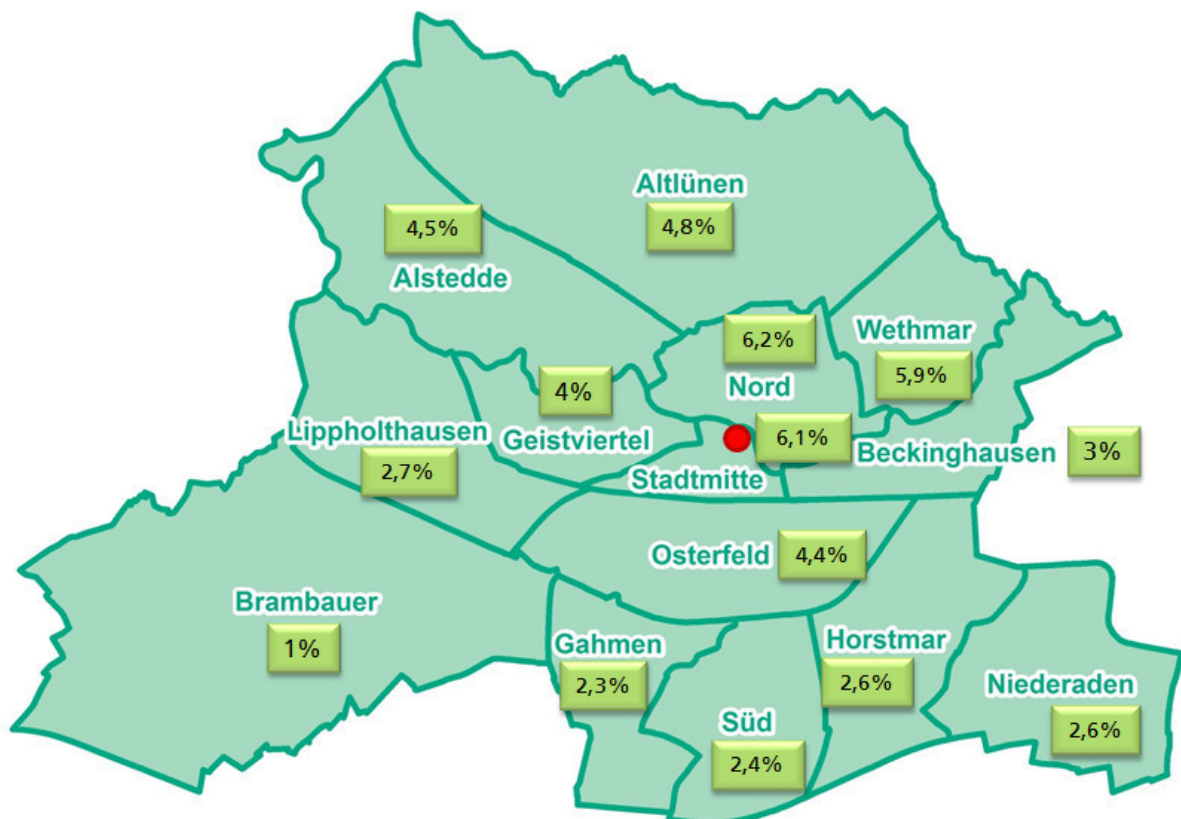 Altlünen
4,8%
4,5%
Alstedde
6,2%
Nord
Wethmar
5,9%
4%
Geistviertel
Lippholthausen
2,7%
6,1%
Stadtmitte
Beckinghausen
3%
Osterfeld
4,4%
Brambauer
1%
Gahmen
2,3%
Horstmar
2,6%
Niederaden
2,6%
Süd
2,4%